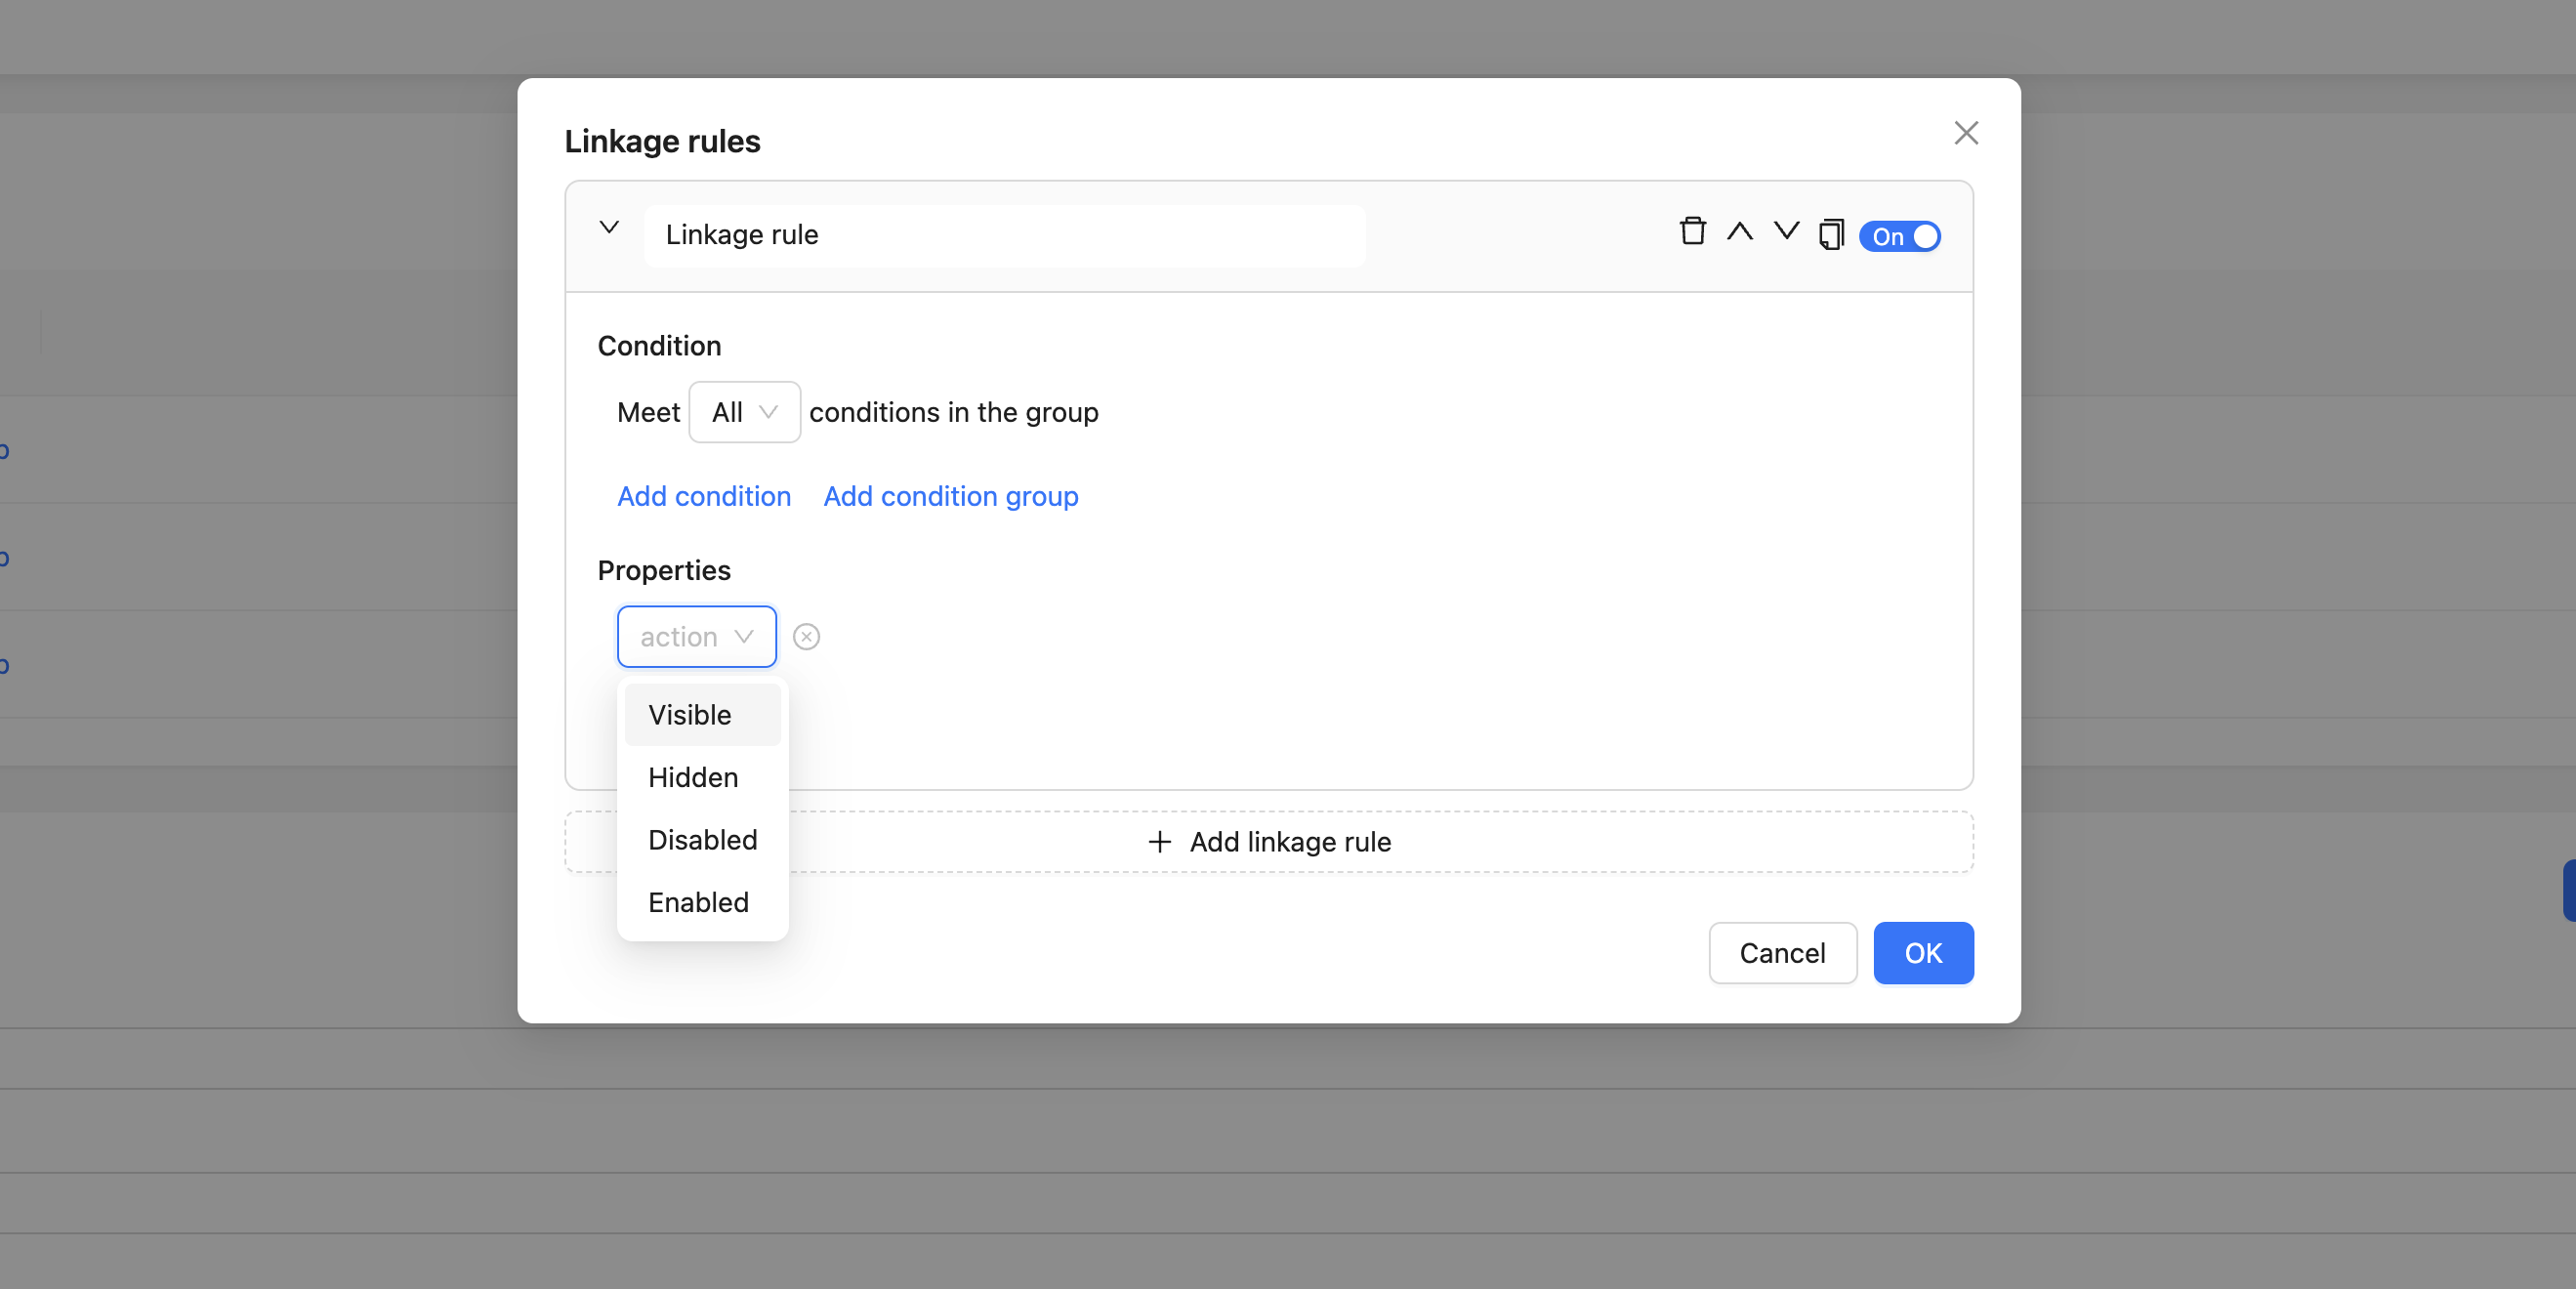 Linkage rules
Linkage rule
On
Condition
Meet All conditions in the group
Add condition Add condition group
Properties
action
Visible
Hidden
Disabled
Enabled
+ Add linkage rule
Cancel OK